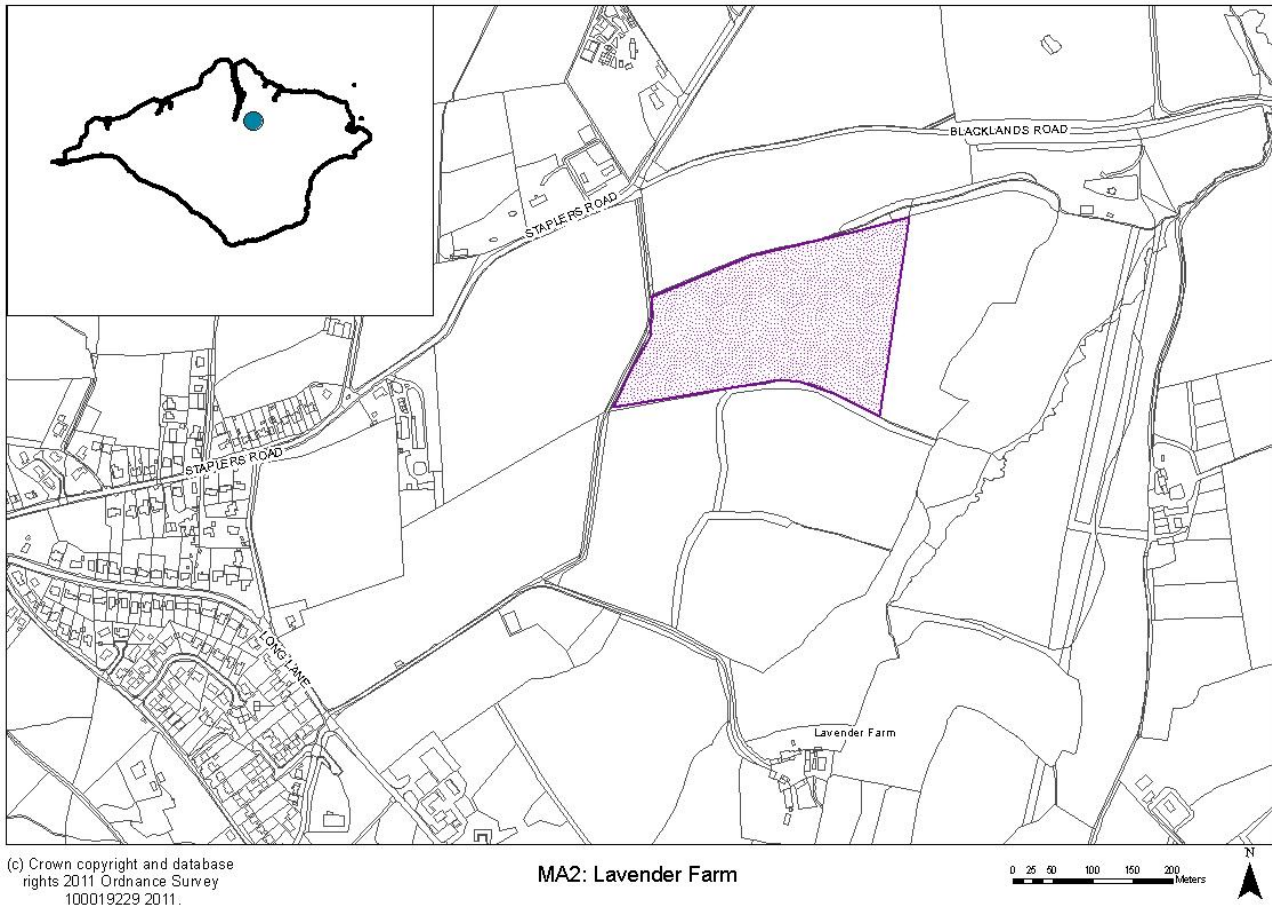 BLACKLANDS ROAD
STAPLERS ROAD
STAPLERS ROAD
LONG LANE
Lavender Farm
(c) Crown copyright and database
rights 2011 Ordnance Survey
100019229 2011.
MA2: Lavender Farm
0 25 50 100 150 200
Meters
N